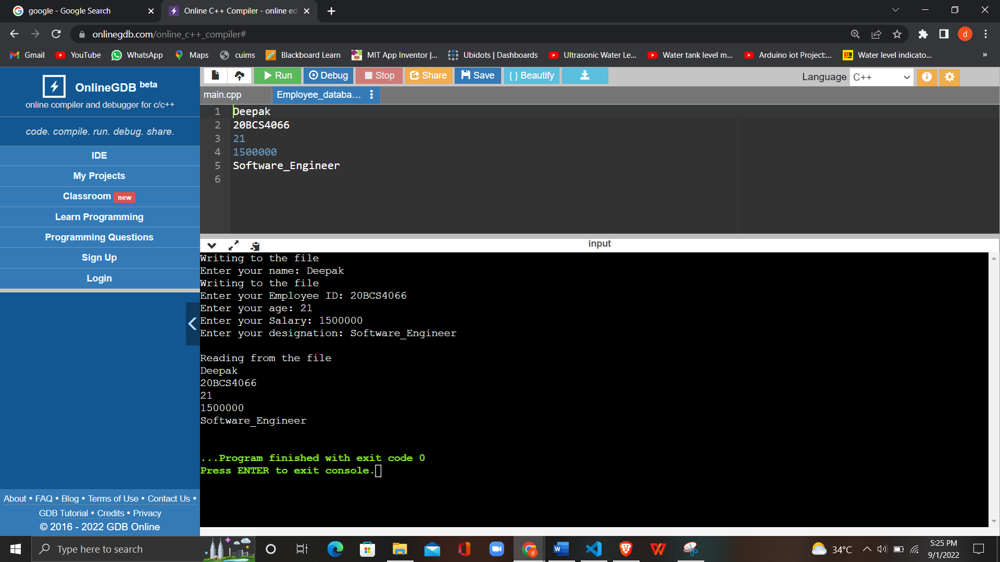 google - Google Search
Online C++ Compiler - online ed
onlinegdb.com/online_c++_compiler#
d
Gmail YouTube WhatsApp Maps cuims Blackboard Learn MIT App Inventor |... Ubidots | Dashboards Ultrasonic Water Le... Water tank level m... Arduino iot Project:... Water level indicato... »
OnlineGDB beta
online compiler and debugger for c/c++
code. compile. run. debug. share.
IDE
My Projects
Classroom new
Learn Programming
Programming Questions
Sign Up
Login
Run Debug Stop Share Save { } Beautify
Language C++
main.cpp Employee_databa...
1 Deepak
2 20BCS4066
3 21
4 1500000
5 Software_Engineer
6
input
Writing to the file
Enter your name: Deepak
Writing to the file
Enter your Employee ID: 20BCS4066
Enter your age: 21
Enter your Salary: 1500000
Enter your designation: Software_Engineer
Reading from the file
Deepak
20BCS4066
21
1500000
Software_Engineer
...Program finished with exit code 0
Press ENTER to exit console.
About • FAQ • Blog • Terms of Use • Contact Us •
GDB Tutorial • Credits • Privacy
© 2016 - 2022 GDB Online
Type here to search
34°C
5:25 PM
9/1/2022